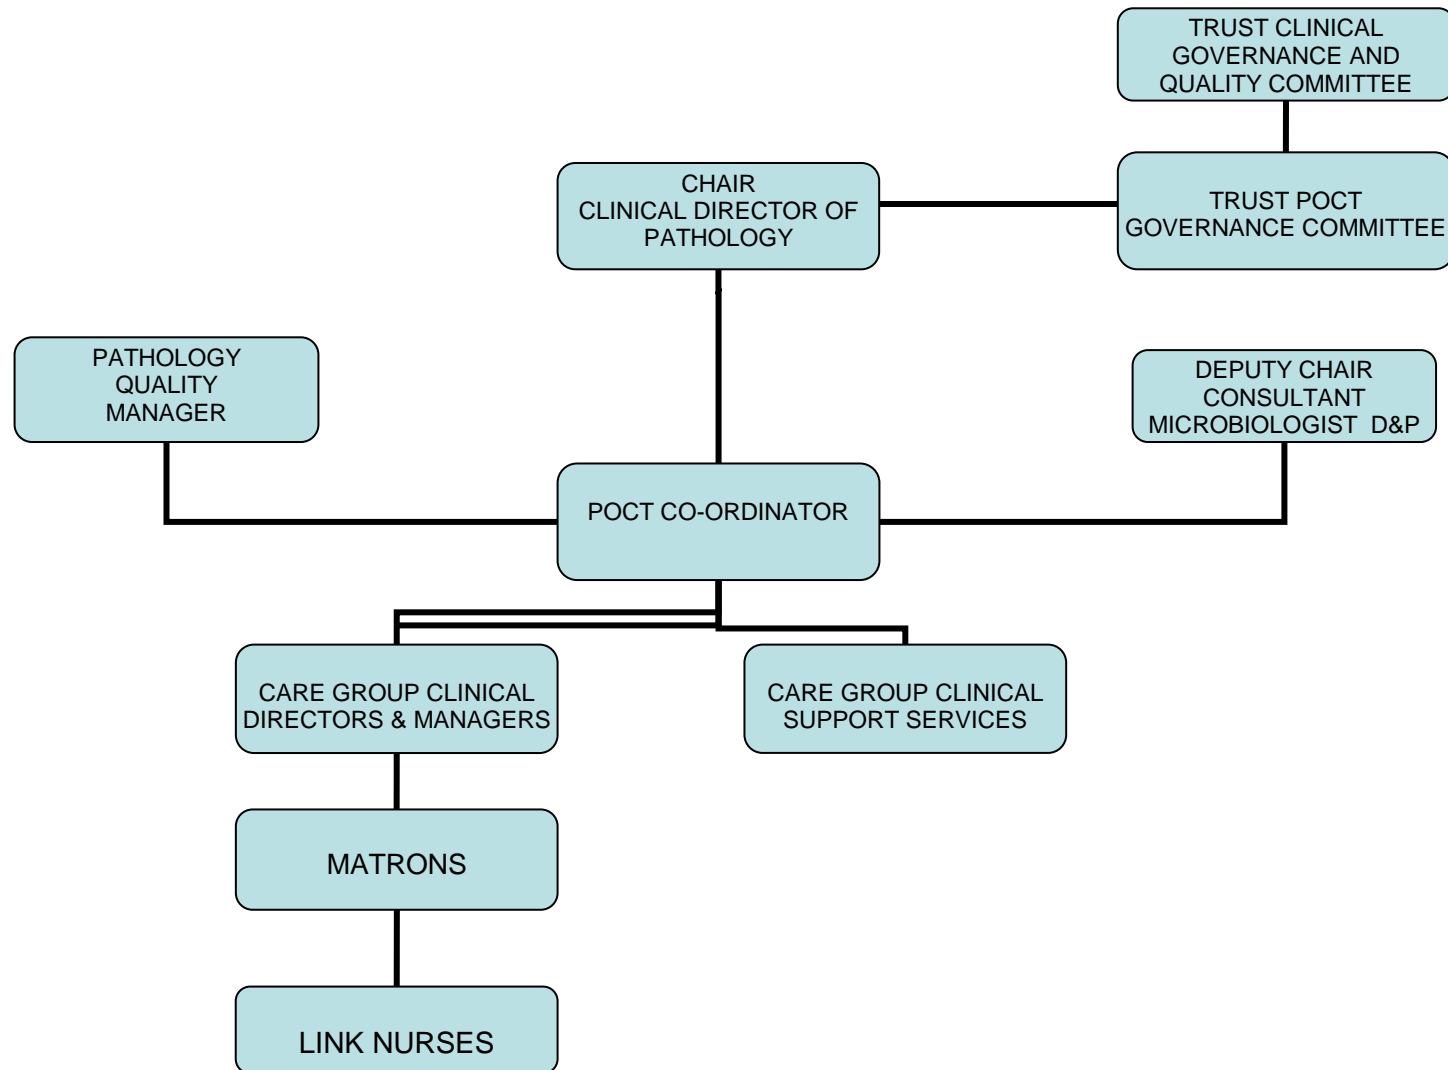 TRUST CLINICAL
GOVERNANCE AND
QUALITY COMMITTEE
CHAIR
CLINICAL DIRECTOR OF
PATHOLOGY
TRUST POCT
GOVERNANCE COMMITTEE
PATHOLOGY
QUALITY
MANAGER
DEPUTY CHAIR
CONSULTANT
MICROBIOLOGIST D&P
POCT CO-ORDINATOR
CARE GROUP CLINICAL
DIRECTORS & MANAGERS
CARE GROUP CLINICAL
SUPPORT SERVICES
MATRONS
LINK NURSES